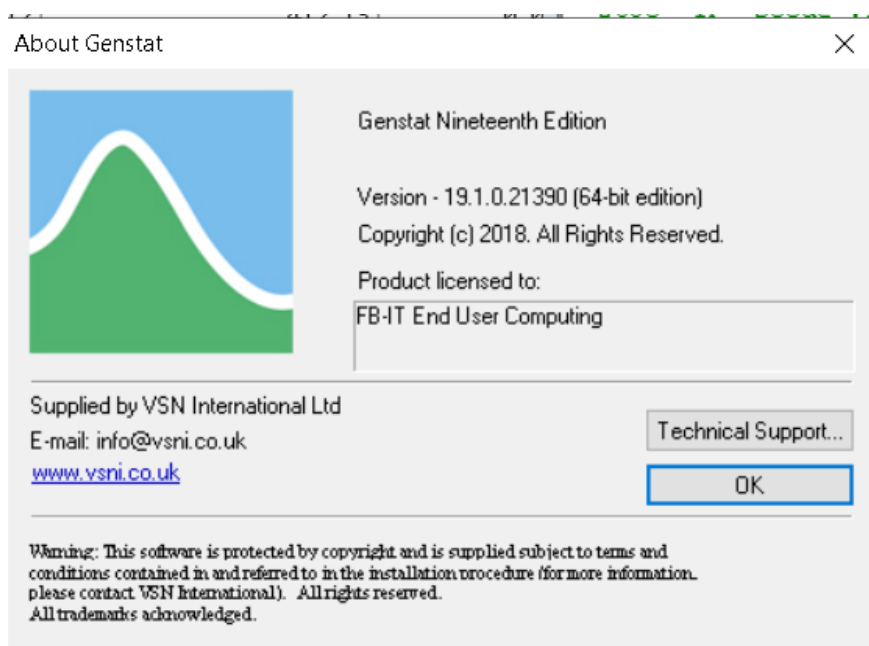 About Genstat
Genstat Nineteenth Edition
Version - 19.1.0.21390 (64-bit edition)
Copyright (c) 2018. All Rights Reserved.
Product licensed to:
FB-IT End User Computing
Supplied by VSN International Ltd
E-mail: info@vsni.co.uk
www.vsni.co.uk
Technical Support...
OK
Warning: This software is protected by copyright and is supplied subject to terms and
conditions contained in and referred to in the installation procedure (for more information,
please contact VSN International). All rights reserved.
All trademarks acknowledged.